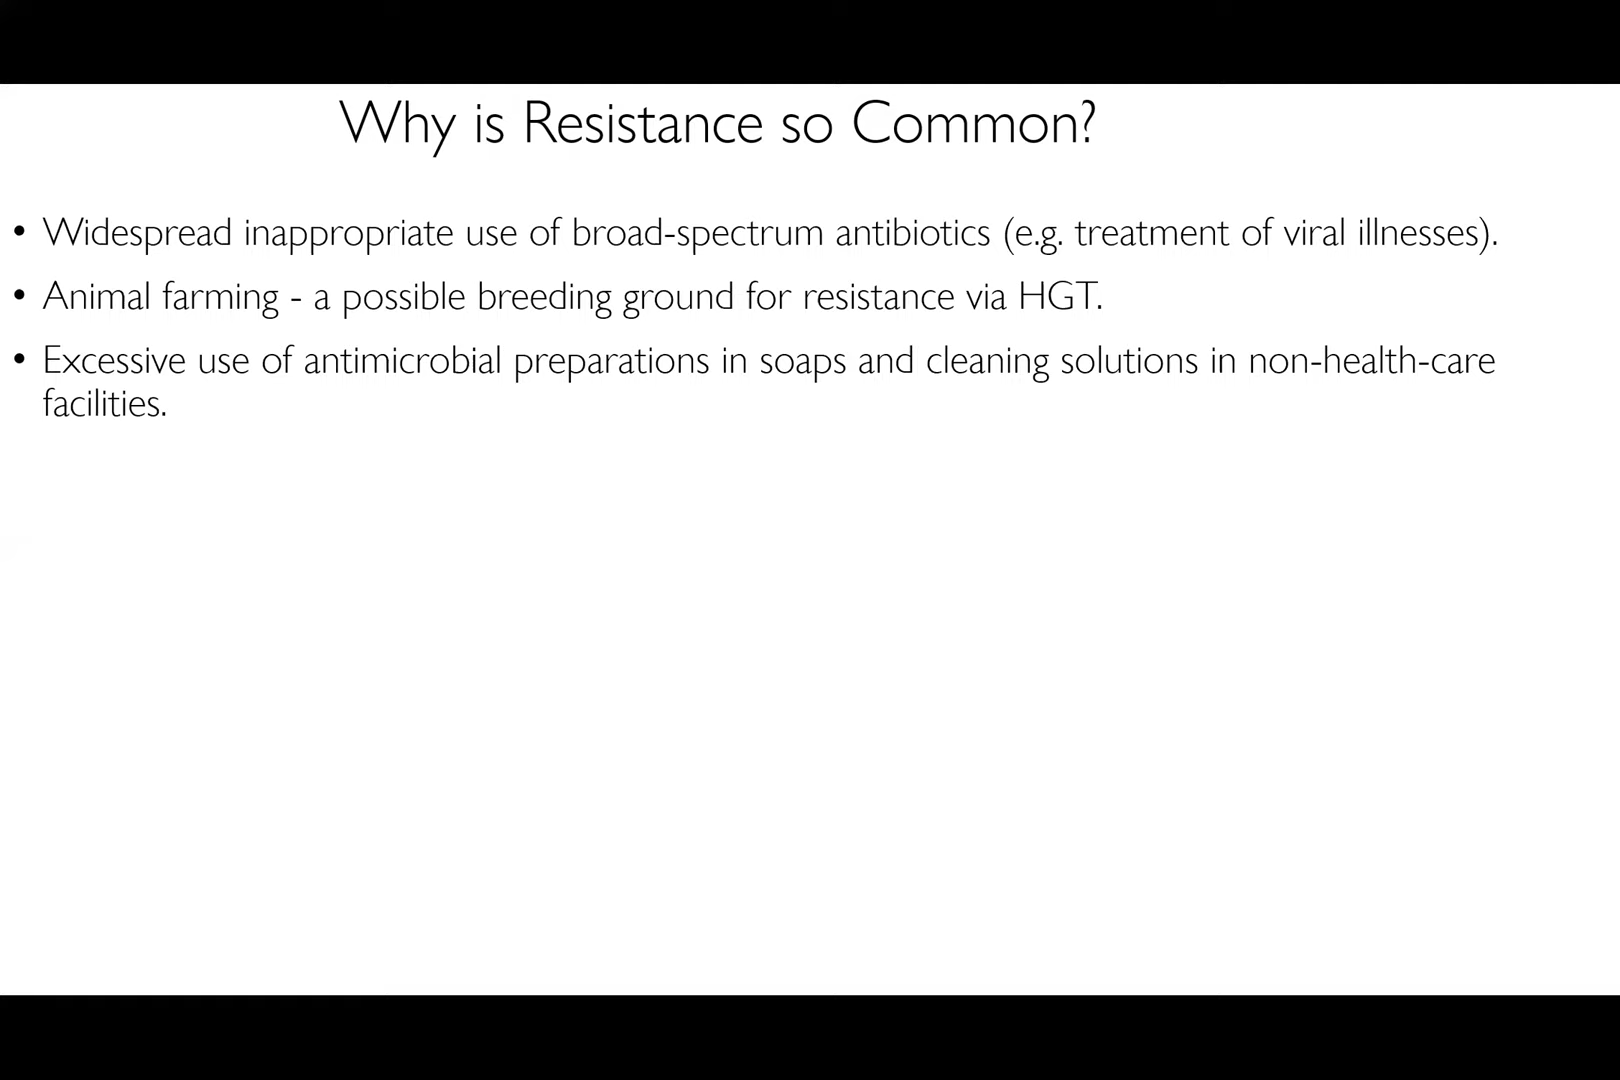 Why is Resistance so Common?
• Widespread inappropriate use of broad-spectrum antibiotics (e.g. treatment of viral illnesses).
• Animal farming - a possible breeding ground for resistance via HGT.
• Excessive use of antimicrobial preparations in soaps and cleaning solutions in non-health-care
facilities.